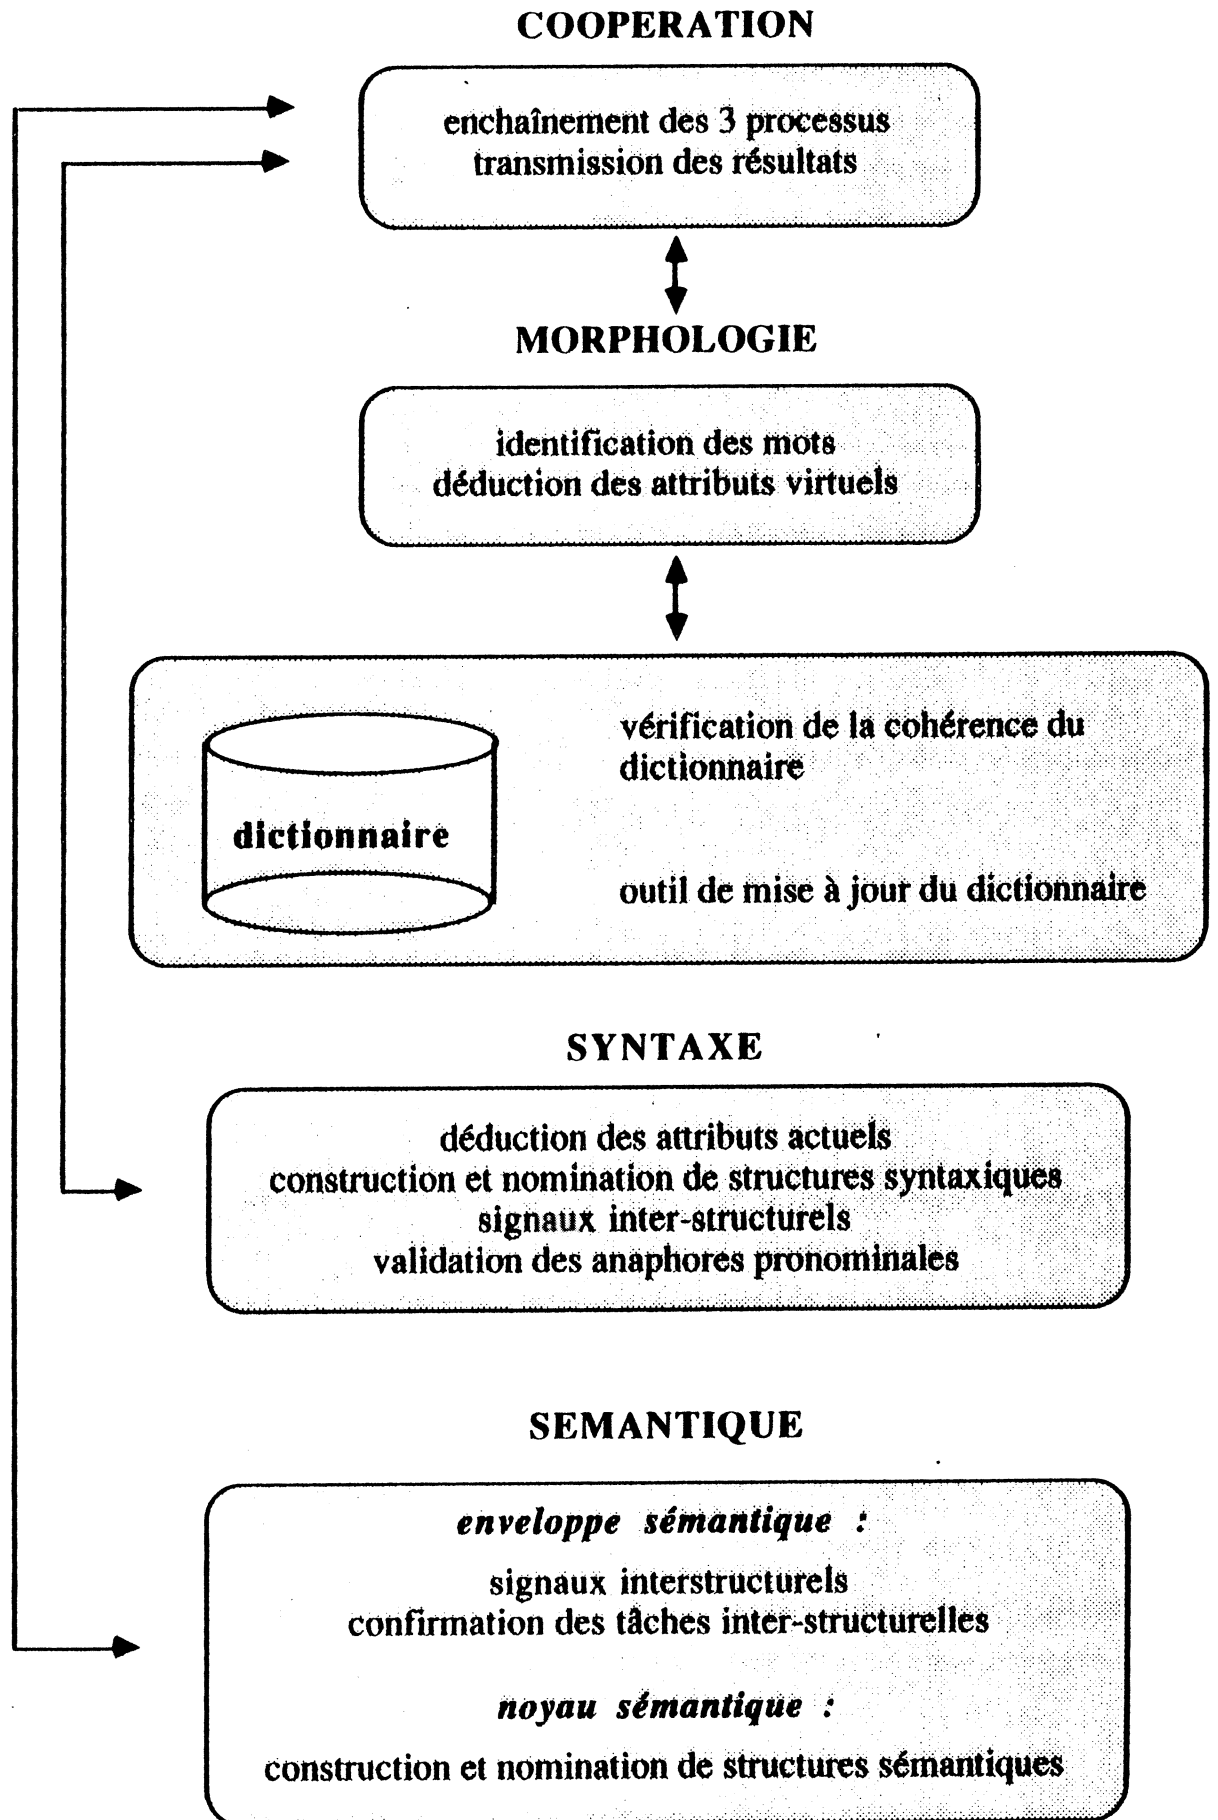 COOPERATION
enchaînement des 3 processus
transmission des résultats
MORPHOLOGIE
identification des mots
déduction des attributs virtuels
dictionnaire
vérification de la cohérence du
dictionnaire
outil de mise à jour du dictionnaire
SYNTAXE
déduction des attributs actuels
construction et nomination de structures syntaxiques
signaux inter-structurels
validation des anaphores pronominales
SEMANTIQUE
enveloppe sémantique :
signaux interstructurels
confirmation des tâches inter-structurelles
noyau sémantique :
construction et nomination de structures sémantiques